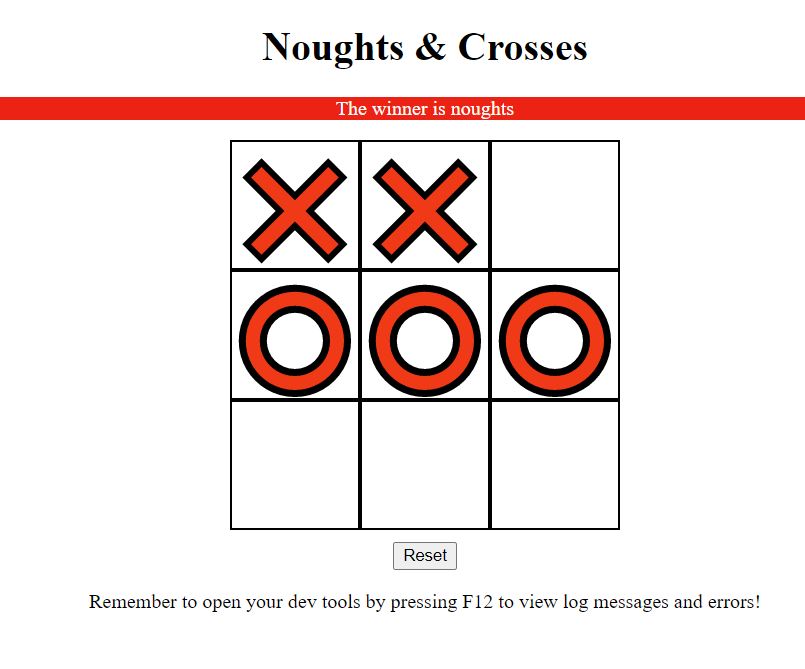 Noughts & Crosses
The winner is noughts
Reset
Remember to open your dev tools by pressing F12 to view log messages and errors!